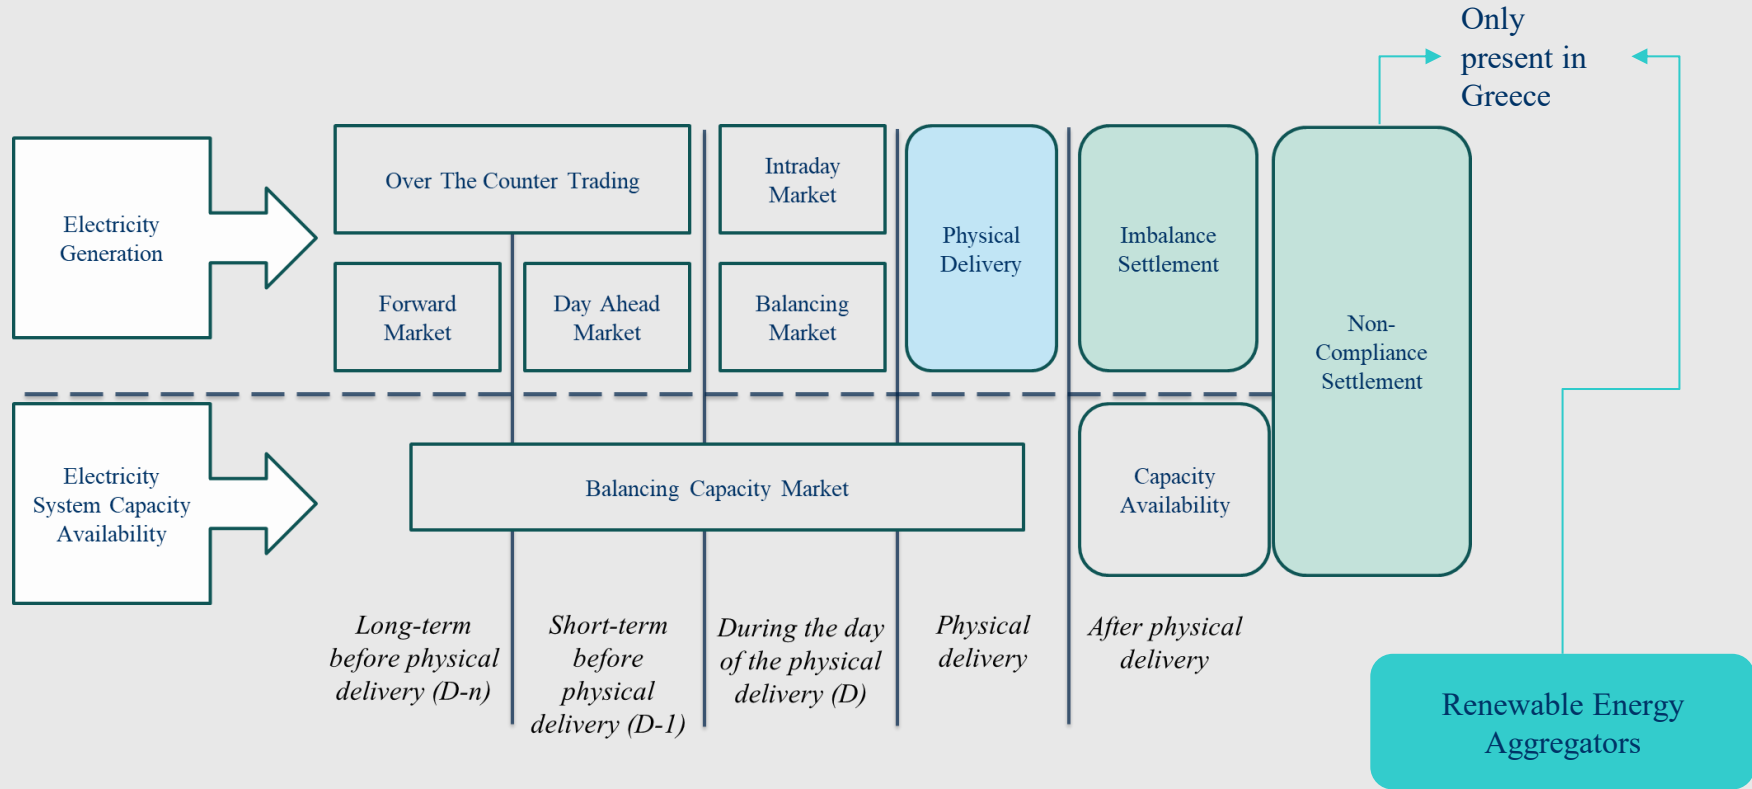 Only
present in
Greece
Electricity
Generation
Over The Counter Trading
Intraday
Market
Physical
Delivery
Imbalance
Settlement
Forward
Market
Day Ahead
Market
Balancing
Market
Non-
Compliance
Settlement
Electricity
System Capacity
Availability
Balancing Capacity Market
Capacity
Availability
Long-term
before physical
delivery (D-n)
Short-term
before
physical
delivery (D-1)
During the day
of the physical
delivery (D)
Physical
delivery
After physical
delivery
Renewable Energy
Aggregators